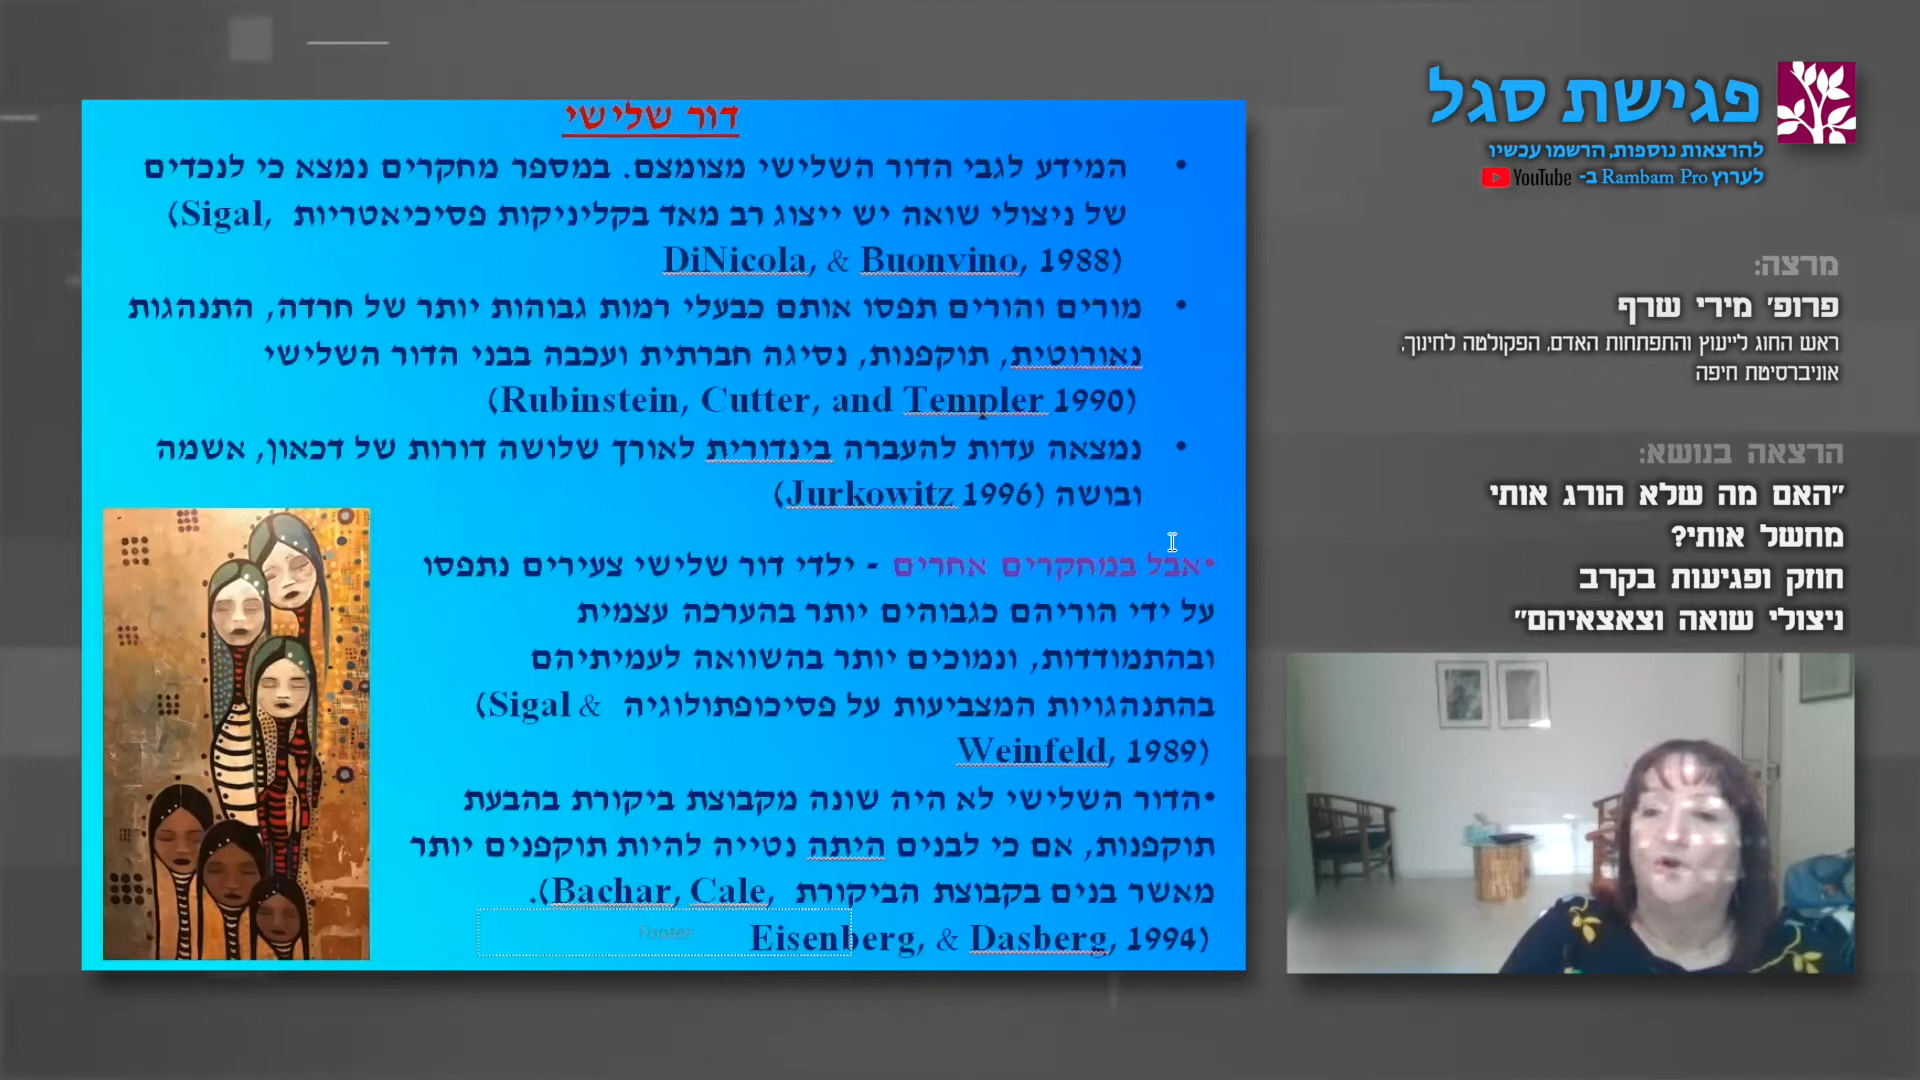 דור שלישי
• המידע לגבי הדור השלישי מצומצם. במספר מחקרים נמצא כי לנכדים
של ניצולי שואה יש ייצוג רב מאד בקליניקות פסיכיאטריות (Sigal,
DiNicola, & Buonvino, 1988)
• מורים והורים תפסו אותם כבעלי רמות גבוהות יותר של חרדה, התנהגות
נאורוטית, תוקפנות, נסיגה חברתית ועכבה בבני הדור השלישי
(Rubinstein, Cutter, and Templer 1990)
• נמצאה עדות להעברה בינדורית לאורך שלושה דורות של דכאון, אשמה
ובושה (Jurkowitz 1996)
•אבל במחקרים אחרים - ילדי דור שלישי צעירים נתפסו
על ידי הוריהם כגבוהים יותר בהערכה עצמית
ובהתמודדות, ונמוכים יותר בהשוואה לעמיתיהם
בהתנהגויות המצביעות על פסיכופתולוגיה (Sigal &
Weinfeld, 1989)
•הדור השלישי לא היה שונה מקבוצת ביקורת בהבעת
תוקפנות, אם כי לבנים היתה נטייה להיות תוקפנים יותר
מאשר בנים בקבוצת הביקורת (Bachar, Cale,.
Eisenberg, & Dasberg, 1994)
Footer
פגישת סגל
להרצאות נוספות, הרשמו עכשיו
לערוץ Rambam Pro ב- YouTube
מרצה:
פרופ' מירי שרף
ראש החוג לייעוץ והתפתחות האדם, הפקולטה לחינוך,
אוניברסיטת חיפה
הרצאה בנושא:
"האם מה שלא הורג אותי
מחשל אותי?
חוזק ופגיעות בקרב
ניצולי שואה וצאצאיהם"